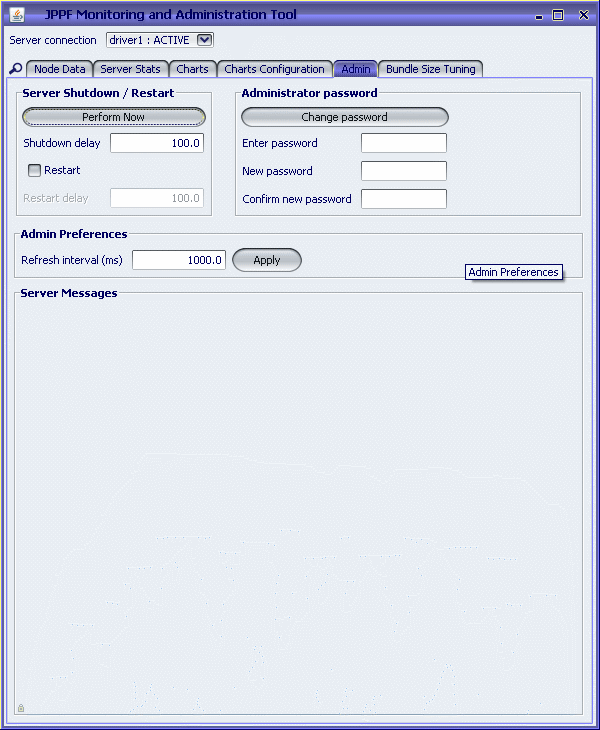 JPPF Monitoring and Administration Tool
Server connection driver1 : ACTIVE
Node Data Server Stats Charts Charts Configuration Admin Bundle Size Tuning
Server Shutdown / Restart
Perform Now
Shutdown delay 100.0
Restart
Restart delay 100.0
Administrator password
Change password
Enter password
New password
Confirm new password
Admin Preferences
Refresh interval (ms) 1000.0 Apply
Admin Preferences
Server Messages